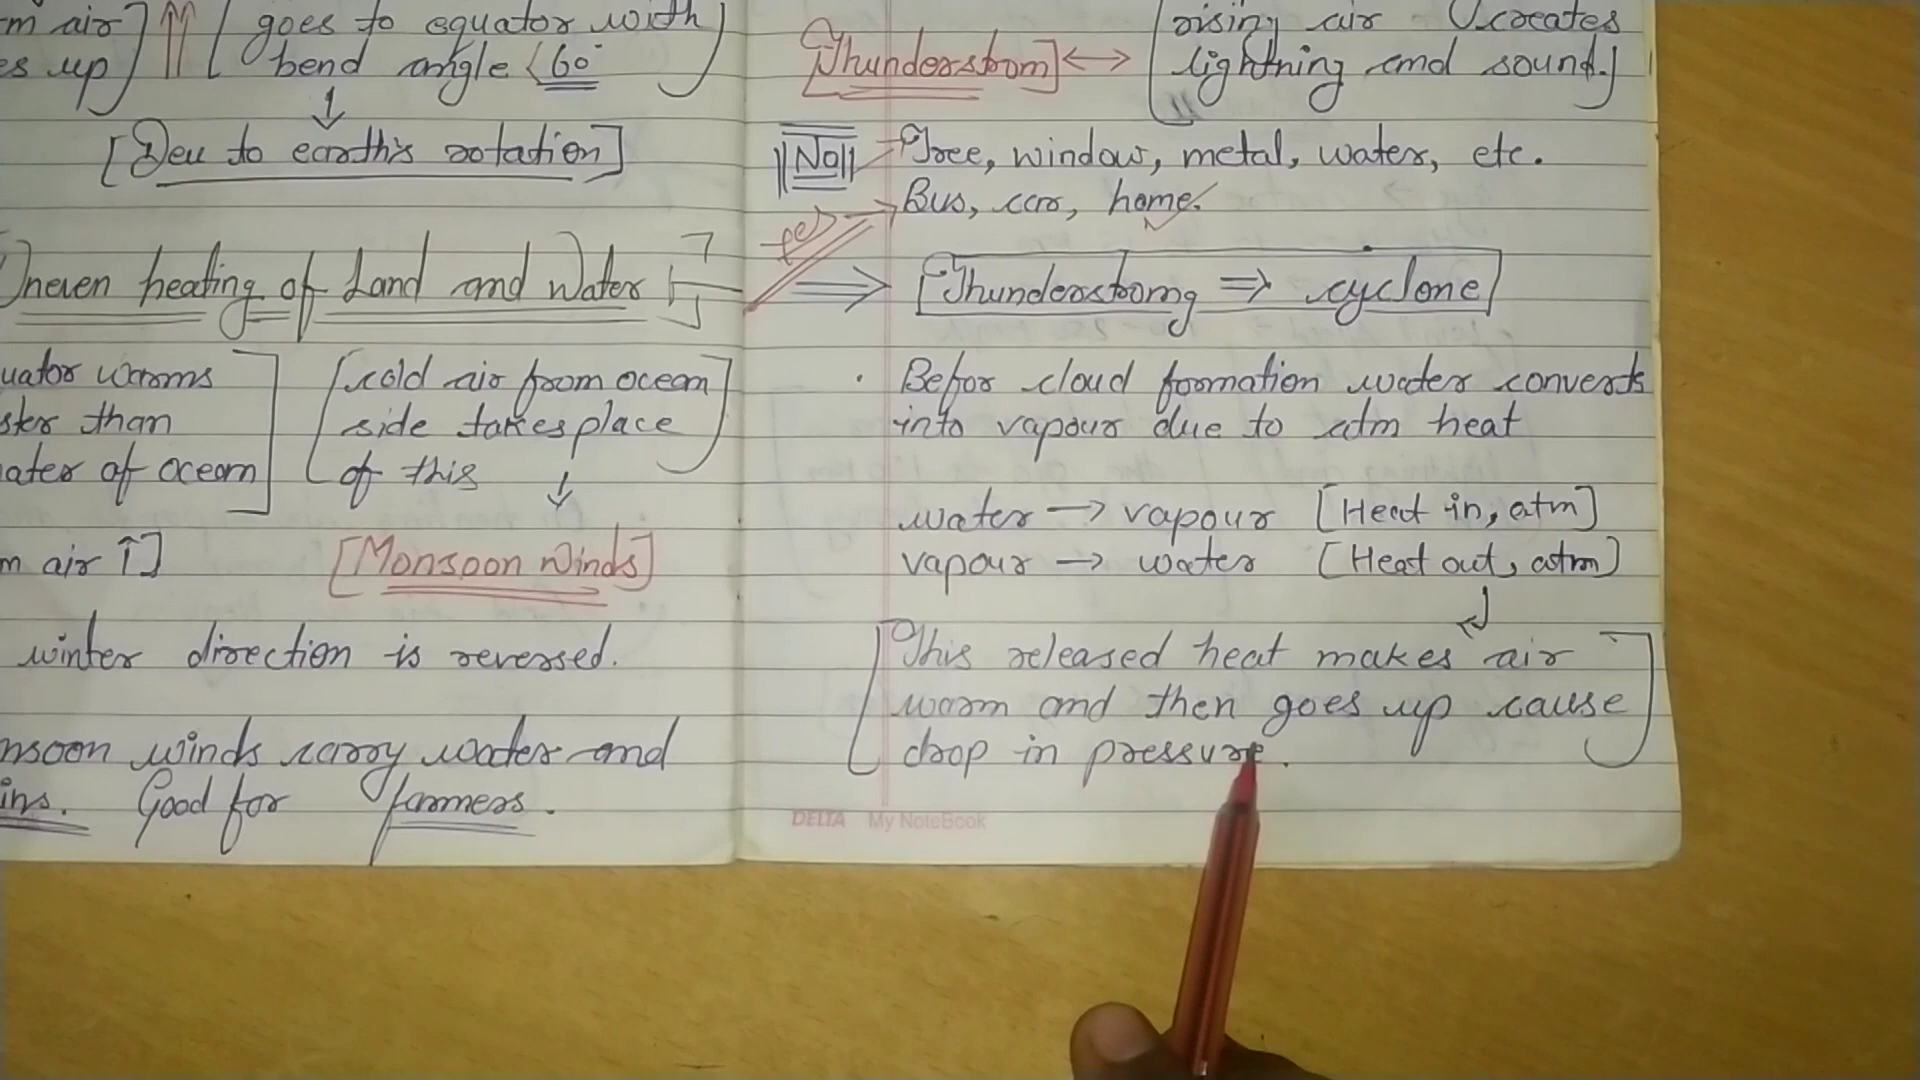 m air] ⇈ [goes to equator with
es up] bend angle <60°
↓
[Deu to earth's rotation]
Uneven heating of Land and Water
uator warms
ster than
ater of ocean]
[cold air from ocean
side takes place
of this]
↓
m air ↑]
[Monsoon Winds]
winter direction is reversed.
nsoon winds carry water and
ins. Good for farmers.
[Thunderstrom] ↔ [rising air creates
lightning and sound.]
||No|| Tree, window, metal, water, etc.
yes → Bus, car, home.
⇒ [Thunderstromg ⇒ cyclone]
. Befor cloud formation water converts
into vapour due to atm heat
water → vapour [Heat in, atm]
vapour → water [Heat out, atm]
[This released heat makes air
warm and then goes up cause
drop in pressure.]
DELTA My NoteBook